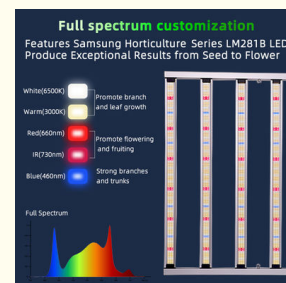 Full spectrum customization
Features Samsung Horticulture Series LM281B LED
Produce Exceptional Results from Seed to Flower
White(6500K)
Promote branch
and leaf growth
Warm(3000K)
Red(660nm)
Promote flowering
and fruiting
IR(730nm)
Blue(460nm)
Strong branches
and trunks
Full Spectrum